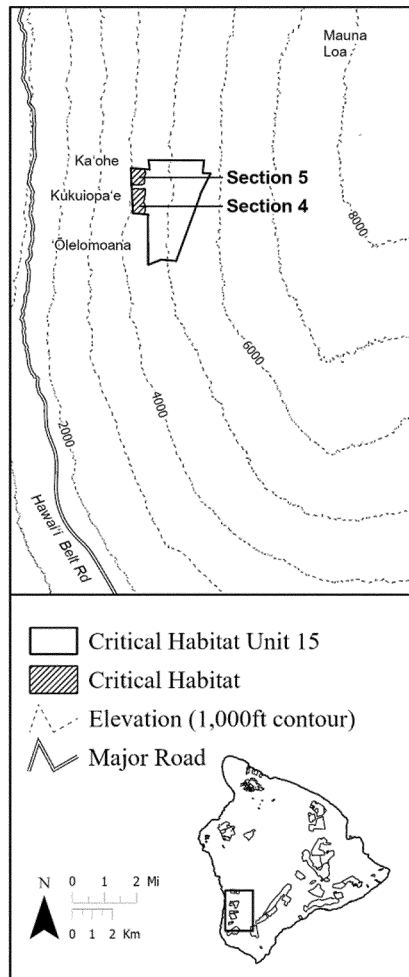 Mauna
Loa
Ka‘ohe
Section 5
Kūkuiopa‘e
Section 4
‘Ōlelomoana
8000
6000
4000
2000
Hawai‘i Belt Rd
Critical Habitat Unit 15
Critical Habitat
Elevation (1,000ft contour)
Major Road
N
0 1 2 Mi
0 1 2 Km